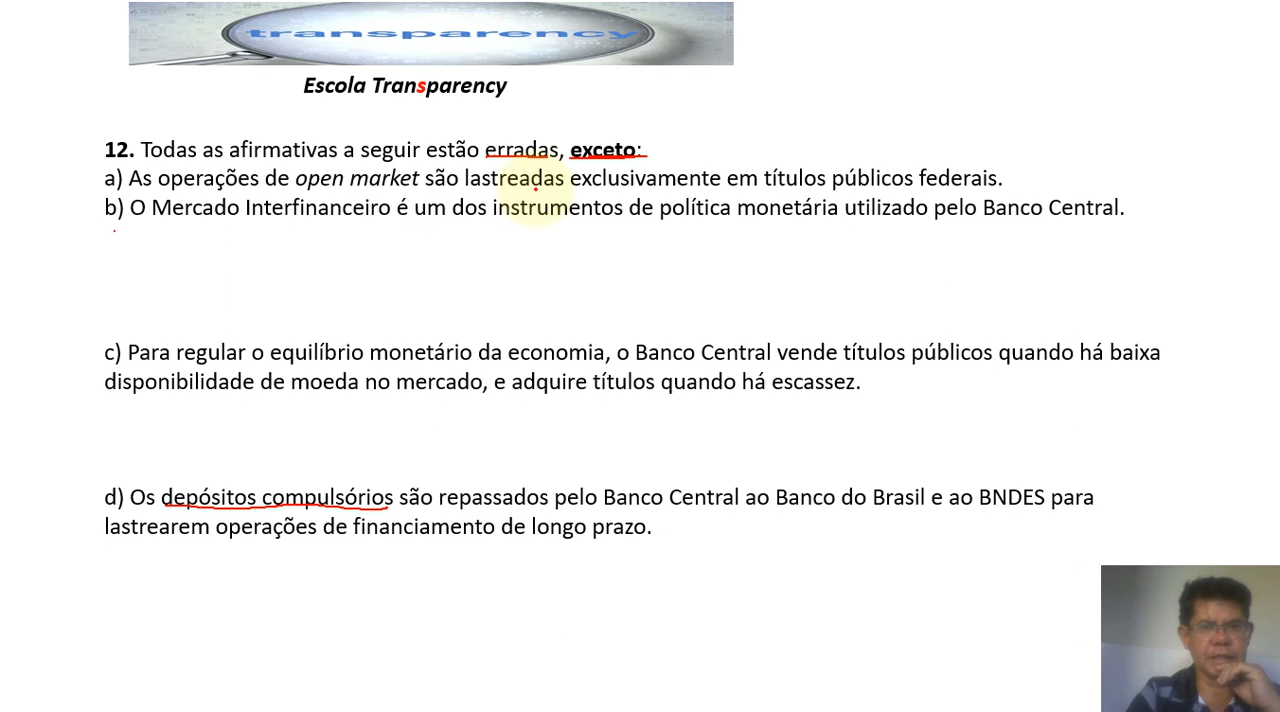 transparency
Escola Transparency
12. Todas as afirmativas a seguir estão erradas, exceto:
a) As operações de open market são lastreadas exclusivamente em títulos públicos federais.
b) O Mercado Interfinanceiro é um dos instrumentos de política monetária utilizado pelo Banco Central.
c) Para regular o equilíbrio monetário da economia, o Banco Central vende títulos públicos quando há baixa
disponibilidade de moeda no mercado, e adquire títulos quando há escassez.
d) Os depósitos compulsórios são repassados pelo Banco Central ao Banco do Brasil e ao BNDES para
lastrearem operações de financiamento de longo prazo.